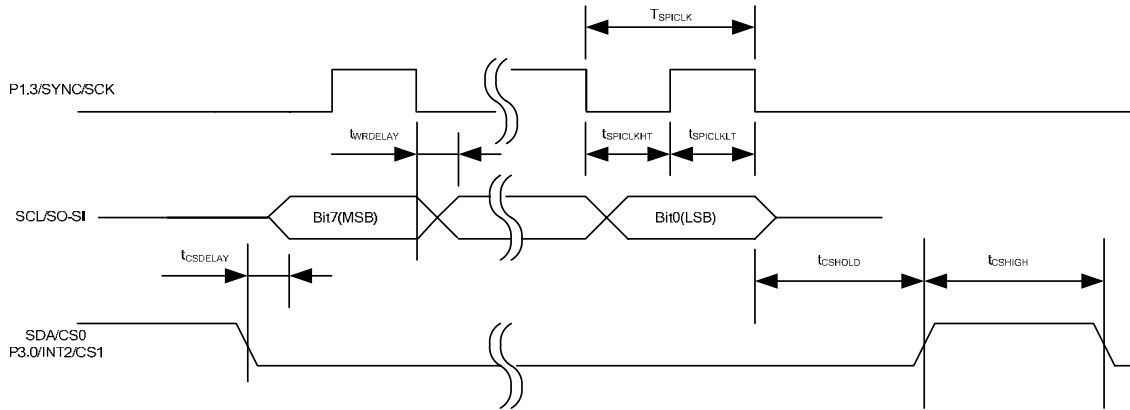 TSPICLK
P1.3/SYNC/SCK
tWRDELAY
tSPICLKHT
tSPICLKLT
SCL/SO-SI
Bit7(MSB)
Bit0(LSB)
tCSDELAY
tCSHOLD
tCSHIGH
SDA/CS0
P3.0/INT2/CS1